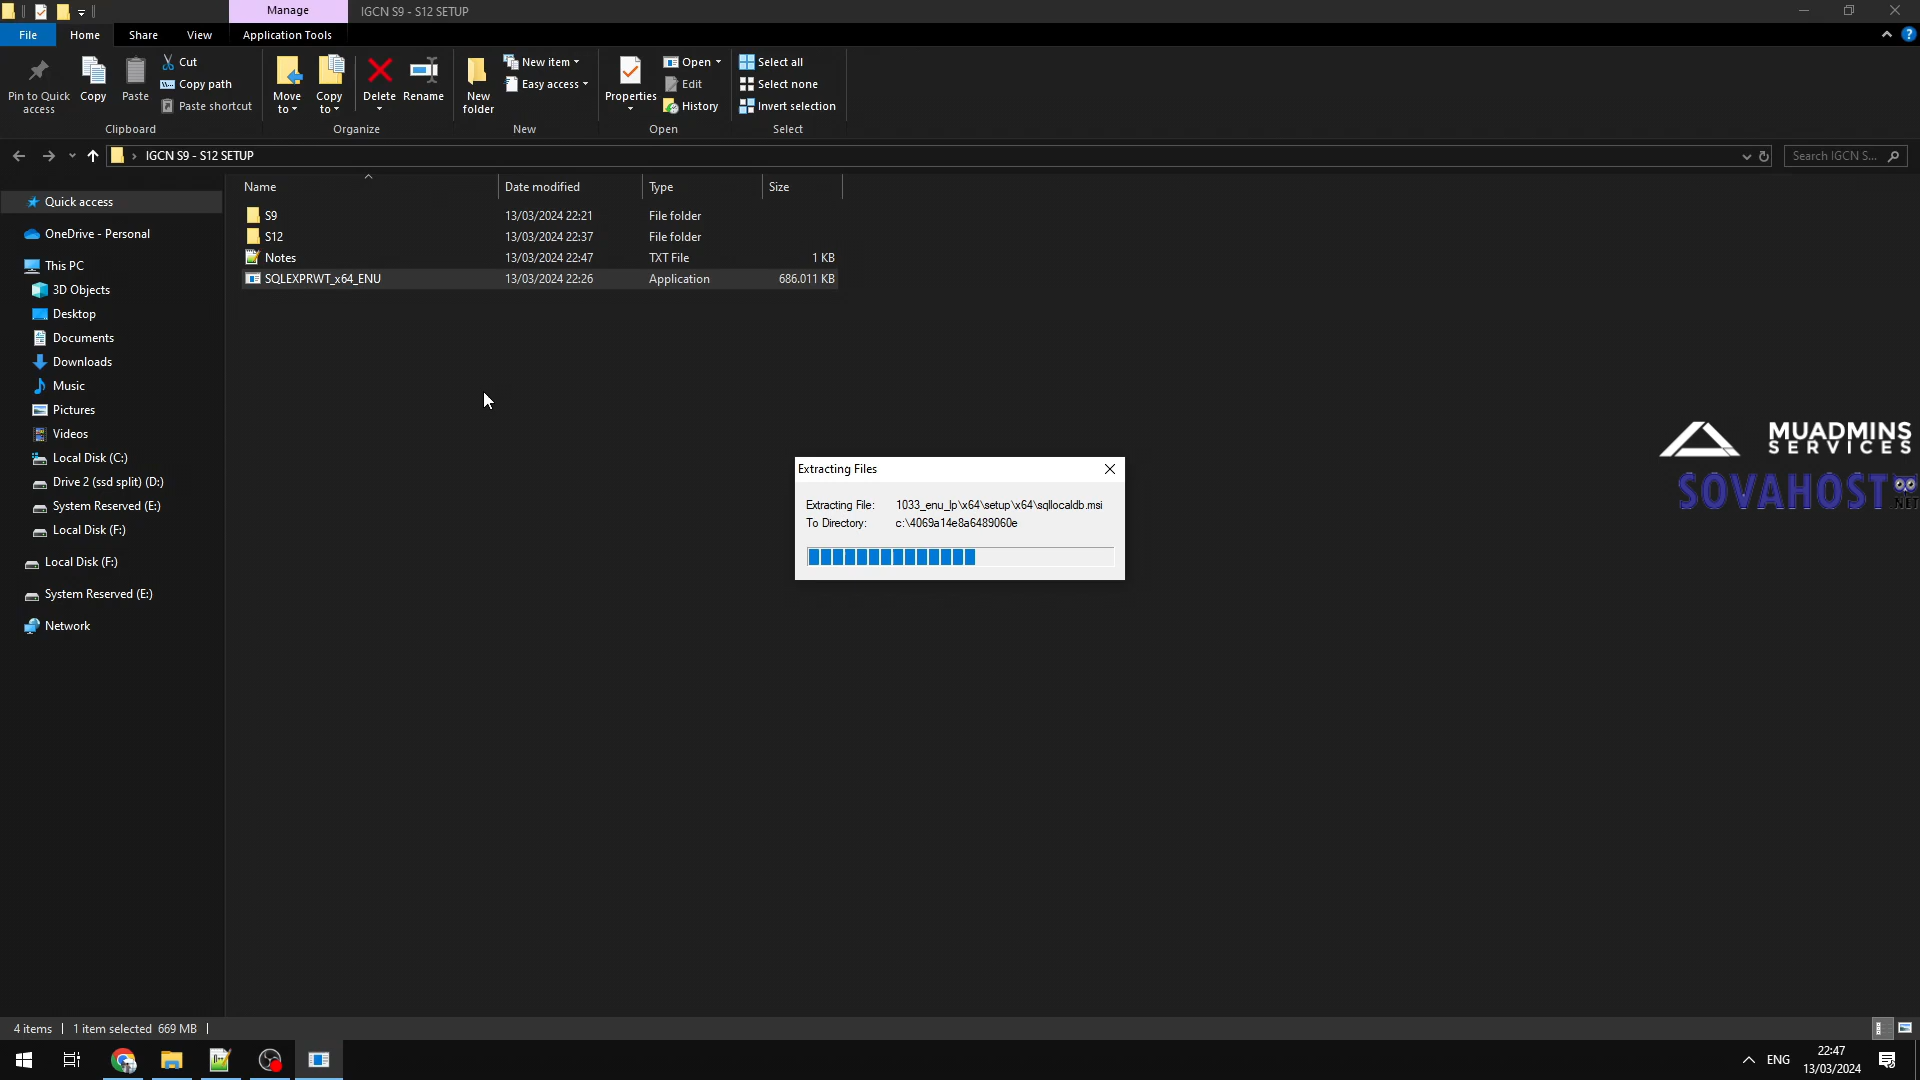 Manage
IGCN S9 - S12 SETUP
File
Home
Share
View
Application Tools
Pin to Quick access
Copy
Paste
Cut
Copy path
Paste shortcut
Clipboard
Move to
Copy to
Delete
Rename
Organize
New folder
New item
Easy access
New
Properties
Open
Edit
History
Open
Select all
Select none
Invert selection
Select
IGCN S9 - S12 SETUP
Search IGCN S...
Quick access
OneDrive - Personal
This PC
3D Objects
Desktop
Documents
Downloads
Music
Pictures
Videos
Local Disk (C:)
Drive 2 (ssd split) (D:)
System Reserved (E:)
Local Disk (F:)
Local Disk (F:)
System Reserved (E:)
Network
Name Date modified Type Size
S9 13/03/2024 22:21 File folder
S12 13/03/2024 22:37 File folder
Notes 13/03/2024 22:47 TXT File 1 KB
SQLEXPRWT_x64_ENU 13/03/2024 22:26 Application 686.011 KB
Extracting Files
Extracting File: 1033_enu_lp\x64\setup\x64\sqllocaldb.msi
To Directory: c:\4069a14e8a6489060e
MUADMINS
SERVICES
SOVAHOST
NET
4 items 1 item selected 669 MB
ENG
22:47
13/03/2024